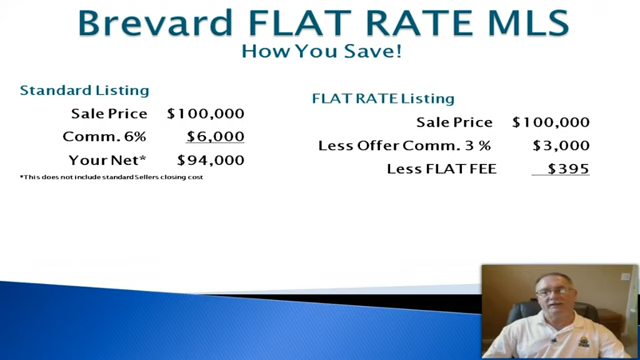 Brevard FLAT RATE MLS
How You Save!
Standard Listing
Sale Price $100,000
Comm. 6% $6,000
Your Net* $94,000
*This does not include standard Sellers closing cost
FLAT RATE Listing
Sale Price $100,000
Less Offer Comm. 3 % $3,000
Less FLAT FEE $395